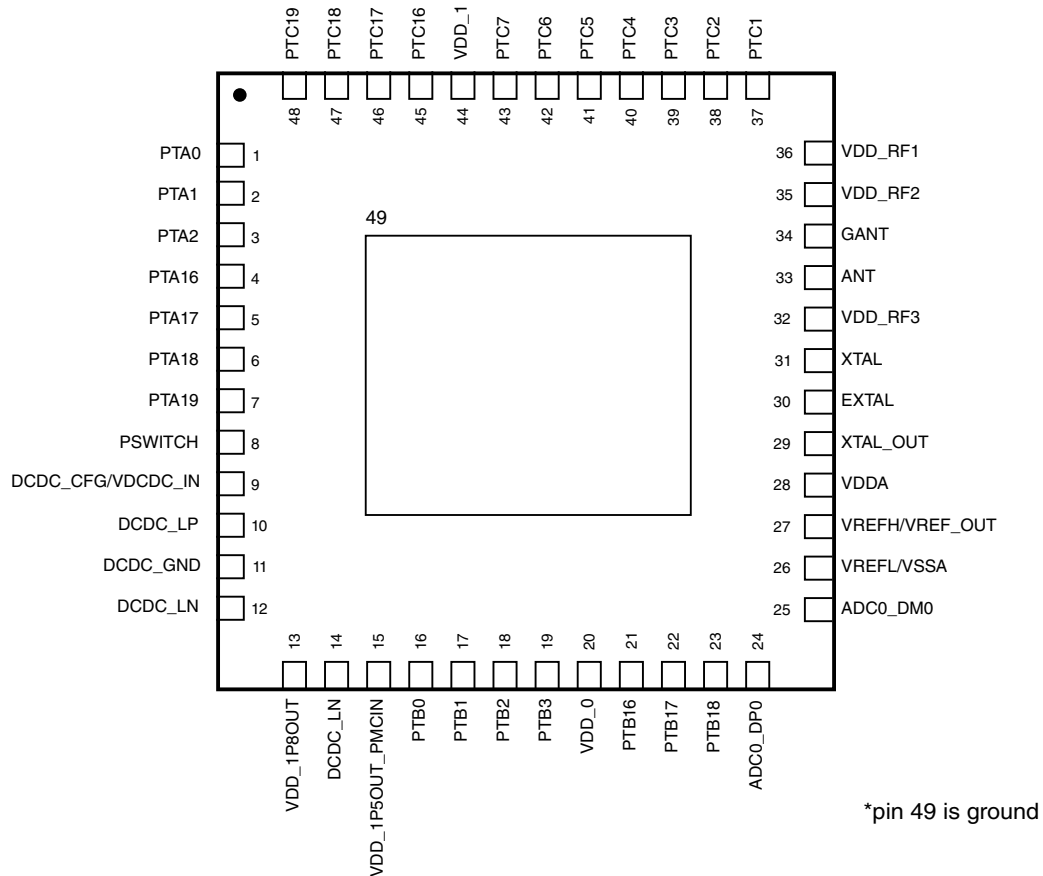 PTC19
PTC18
PTC17
PTC16
VDD_1
PTC7
PTC6
PTC5
PTC4
PTC3
PTC2
PTC1
48
47
46
45
44
43
42
41
40
39
38
37
PTA0 1
PTA1 2
PTA2 3
PTA16 4
PTA17 5
PTA18 6
PTA19 7
PSWITCH 8
DCDC_CFG/VDCDC_IN 9
DCDC_LP 10
DCDC_GND 11
DCDC_LN 12
49
36 VDD_RF1
35 VDD_RF2
34 GANT
33 ANT
32 VDD_RF3
31 XTAL
30 EXTAL
29 XTAL_OUT
28 VDDA
27 VREFH/VREF_OUT
26 VREFL/VSSA
25 ADC0_DM0
13
14
15
16
17
18
19
20
21
22
23
24
VDD_1P8OUT
DCDC_LN
VDD_1P5OUT_PMCIN
PTB0
PTB1
PTB2
PTB3
VDD_0
PTB16
PTB17
PTB18
ADC0_DP0
*pin 49 is ground